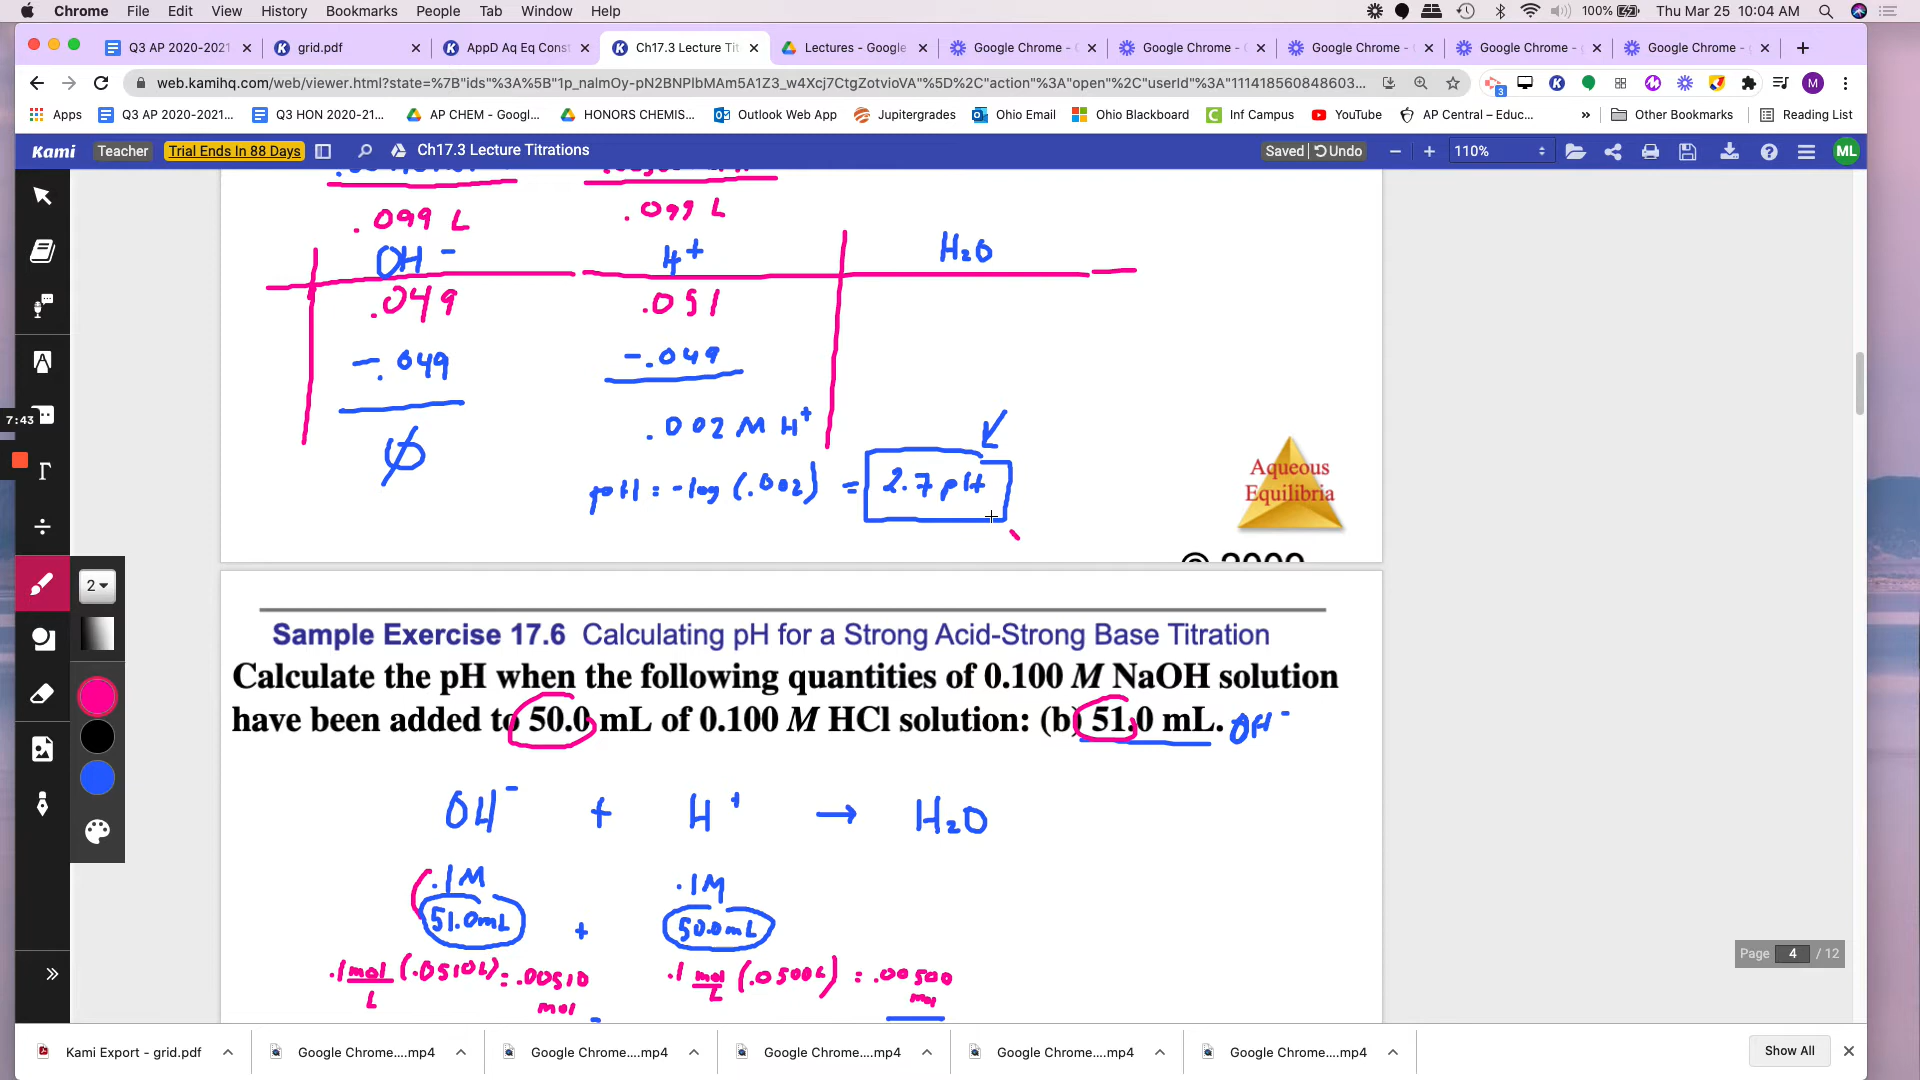 Chrome File Edit View History Bookmarks People Tab Window Help 100% Thu Mar 25 10:04 AM
Q3 AP 2020-2021 grid.pdf AppD Aq Eq Const Ch17.3 Lecture Tit Lectures - Google Google Chrome - Google Chrome - Google Chrome - Google Chrome - Google Chrome -
web.kamihq.com/web/viewer.html?state=%7B"ids"%3A%5B"1p_nalmOy-pN2BNPlbMAm5A1Z3_w4Xcj7CtgZotvioVA"%5D%2C"action"%3A"open"%2C"userId"%3A"111418560848603... 3 M
Apps Q3 AP 2020-2021... Q3 HON 2020-21... AP CHEM - Googl... HONORS CHEMIS... Outlook Web App Jupitergrades Ohio Email Ohio Blackboard Inf Campus YouTube AP Central – Educ... » Other Bookmarks Reading List
Kami Teacher Trial Ends In 88 Days Ch17.3 Lecture Titrations Saved Undo 110% ML
.099 L .099 L
OH⁻ H⁺ H₂O
.049 .051
-.049 -.049
7:43
∅ .002 M H⁺
pH = -log (.002) = 2.7 pH
Aqueous
Equilibria
2
Sample Exercise 17.6 Calculating pH for a Strong Acid-Strong Base Titration
Calculate the pH when the following quantities of 0.100 M NaOH solution
have been added to 50.0 mL of 0.100 M HCl solution: (b) 51.0 mL. OH⁻
OH⁻ + H⁺ → H₂O
.1M .1M
51.0mL + 50.0mL
.1 mol/L (.0510L) = .00510 mol .1 mol/L (.0500L) = .00500 mol
Page 4 / 12
Kami Export - grid.pdf Google Chrome....mp4 Google Chrome....mp4 Google Chrome....mp4 Google Chrome....mp4 Google Chrome....mp4 Show All